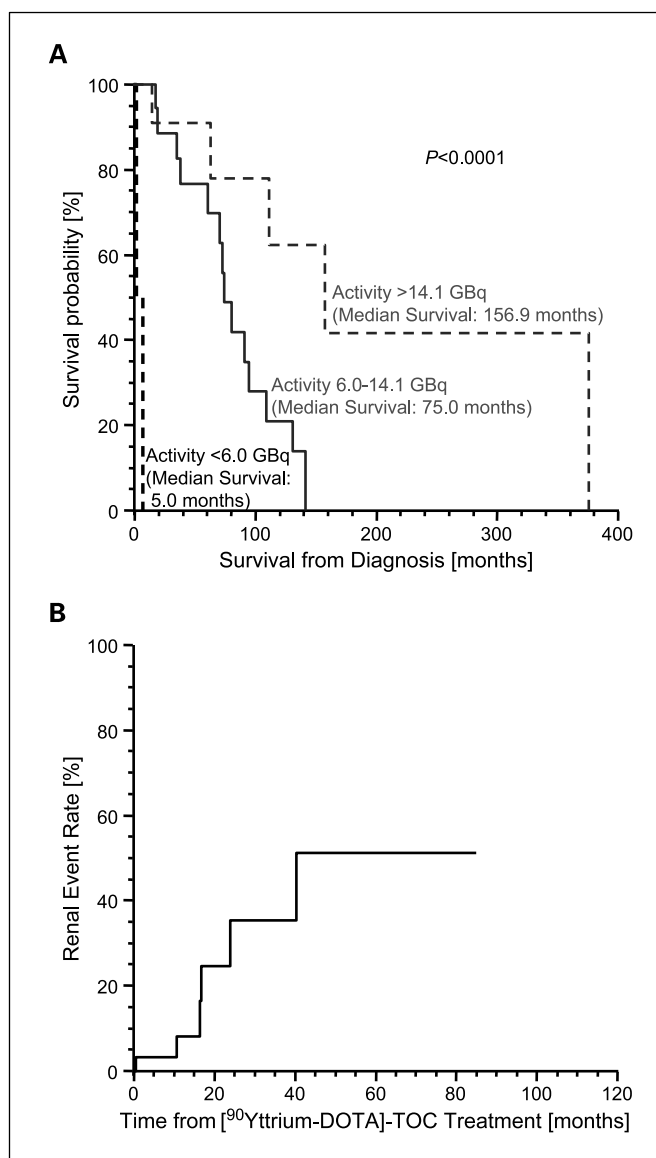 A
100
80
60
40
20
0
Survival probability [%]
P<0.0001
Activity >14.1 GBq
(Median Survival: 156.9 months)
Activity 6.0-14.1 GBq
(Median Survival: 75.0 months)
Activity <6.0 GBq
(Median Survival:
5.0 months)
0 100 200 300 400
Survival from Diagnosis [months]
B
100
80
60
40
20
0
Renal Event Rate [%]
0 20 40 60 80 100 120
Time from [⁹⁰Yttrium-DOTA]-TOC Treatment [months]